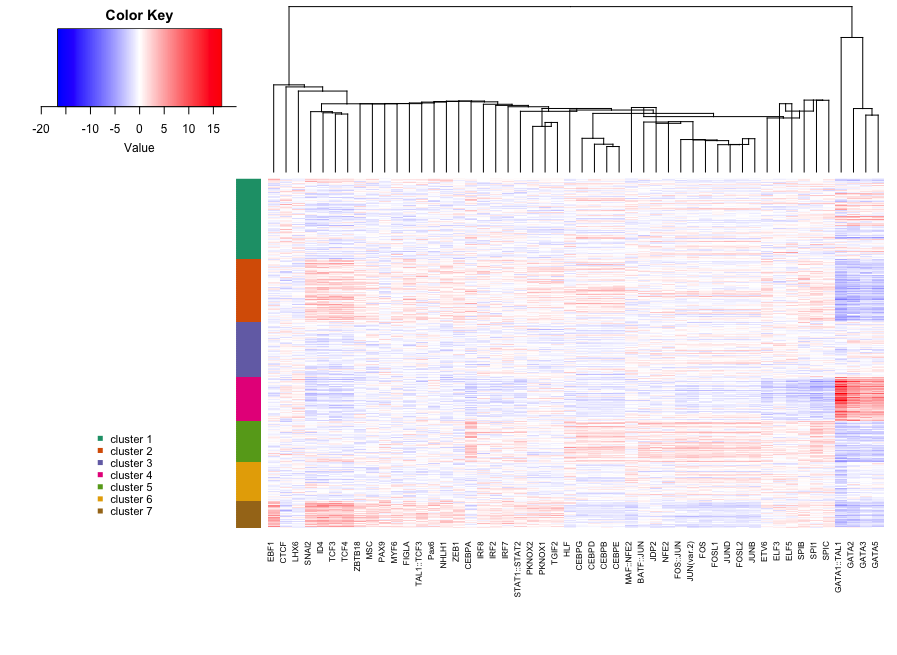 Color Key
-20 -10 -5 0 5 10 15
Value
cluster 1
cluster 2
cluster 3
cluster 4
cluster 5
cluster 6
cluster 7
EBF1
CTCF
LHX6
SNAI2
ID4
TCF3
TCF4
ZBTB18
MSC
PAX9
MYF6
FIGLA
TAL1::TCF3
Pax6
NHLH1
ZEB1
CEBPA
IRF8
IRF2
IRF7
STAT1::STAT2
PKNOX2
PKNOX1
TGIF2
HLF
CEBPG
CEBPD
CEBPB
CEBPE
MAF::NFE2
BATF::JUN
JDP2
NFE2
FOS::JUN
JUN(var.2)
FOS
FOSL1
JUND
FOSL2
JUNB
ETV6
ELF3
ELF5
SPIB
SPI1
SPIC
GATA1::TAL1
GATA2
GATA3
GATA5